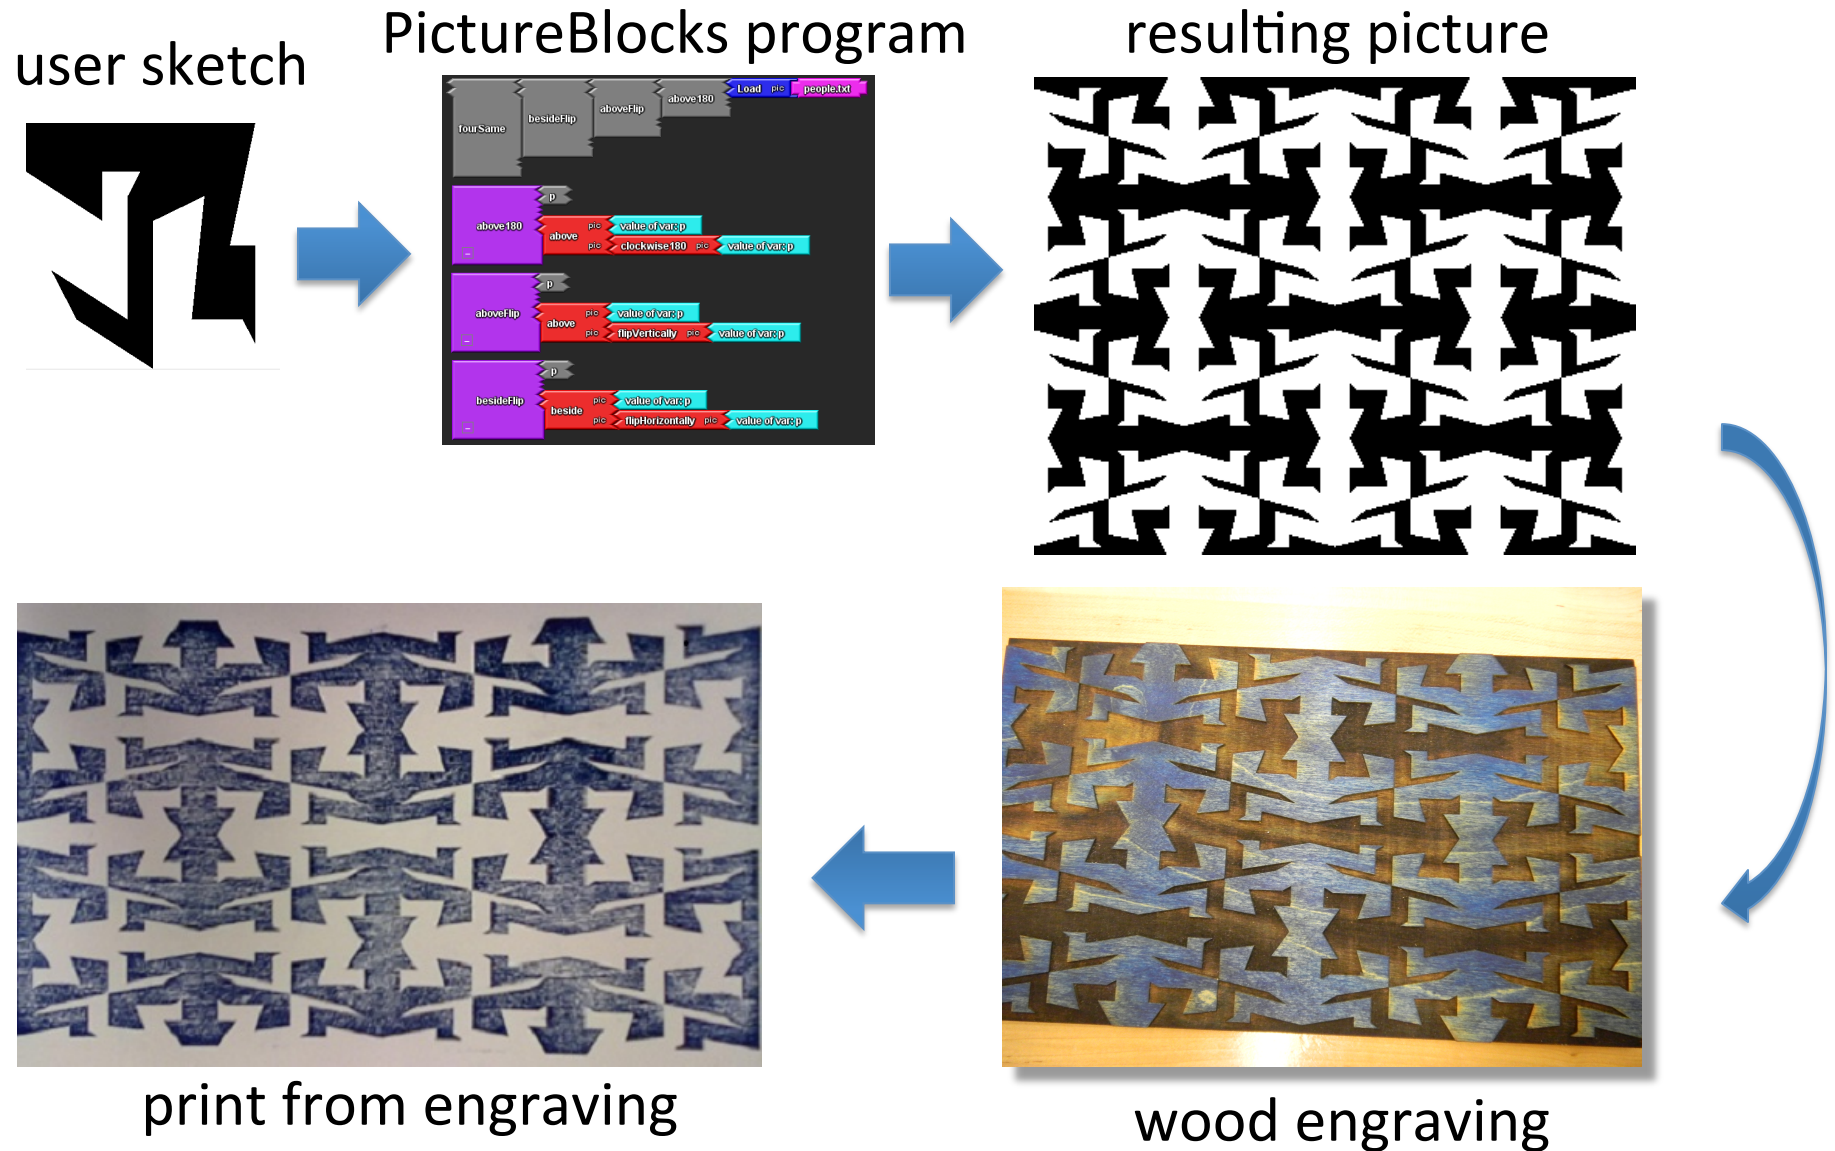 user sketch
PictureBlocks program
resulting picture
fourSame
besideFlip
aboveFlip
above180
Load pic people.txt
above180
p
above
pic value of var: p
pic clockwise180 pic value of var: p
aboveFlip
p
above
pic value of var: p
pic flipVertically pic value of var: p
besideFlip
p
beside
pic value of var: p
pic flipHorizontally pic value of var: p
print from engraving
wood engraving